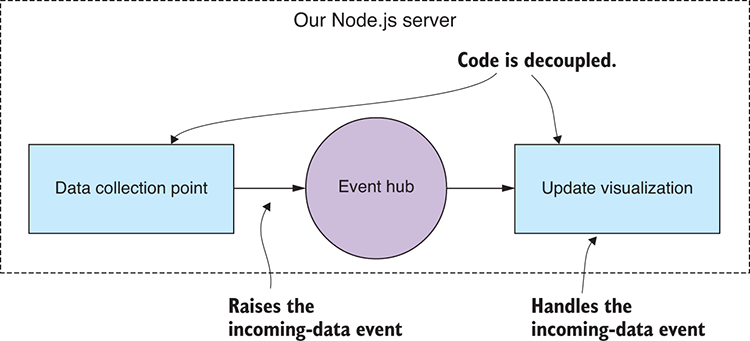 Our Node.js server
Code is decoupled.
Data collection point
Event hub
Update visualization
Raises the
incoming-data event
Handles the
incoming-data event